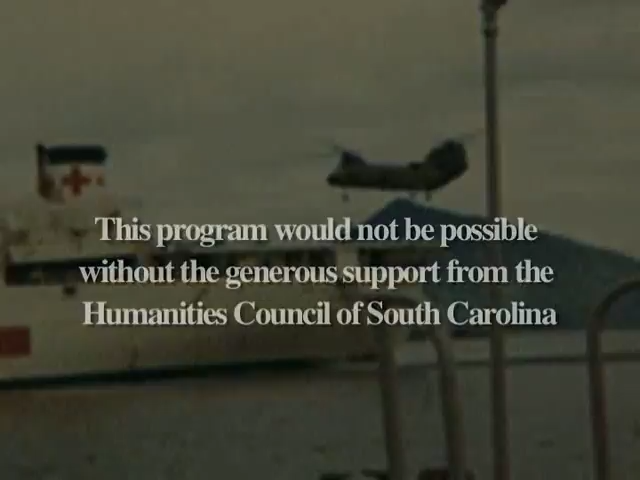 This program would not be possible
without the generous support from the
Humanities Council of South Carolina